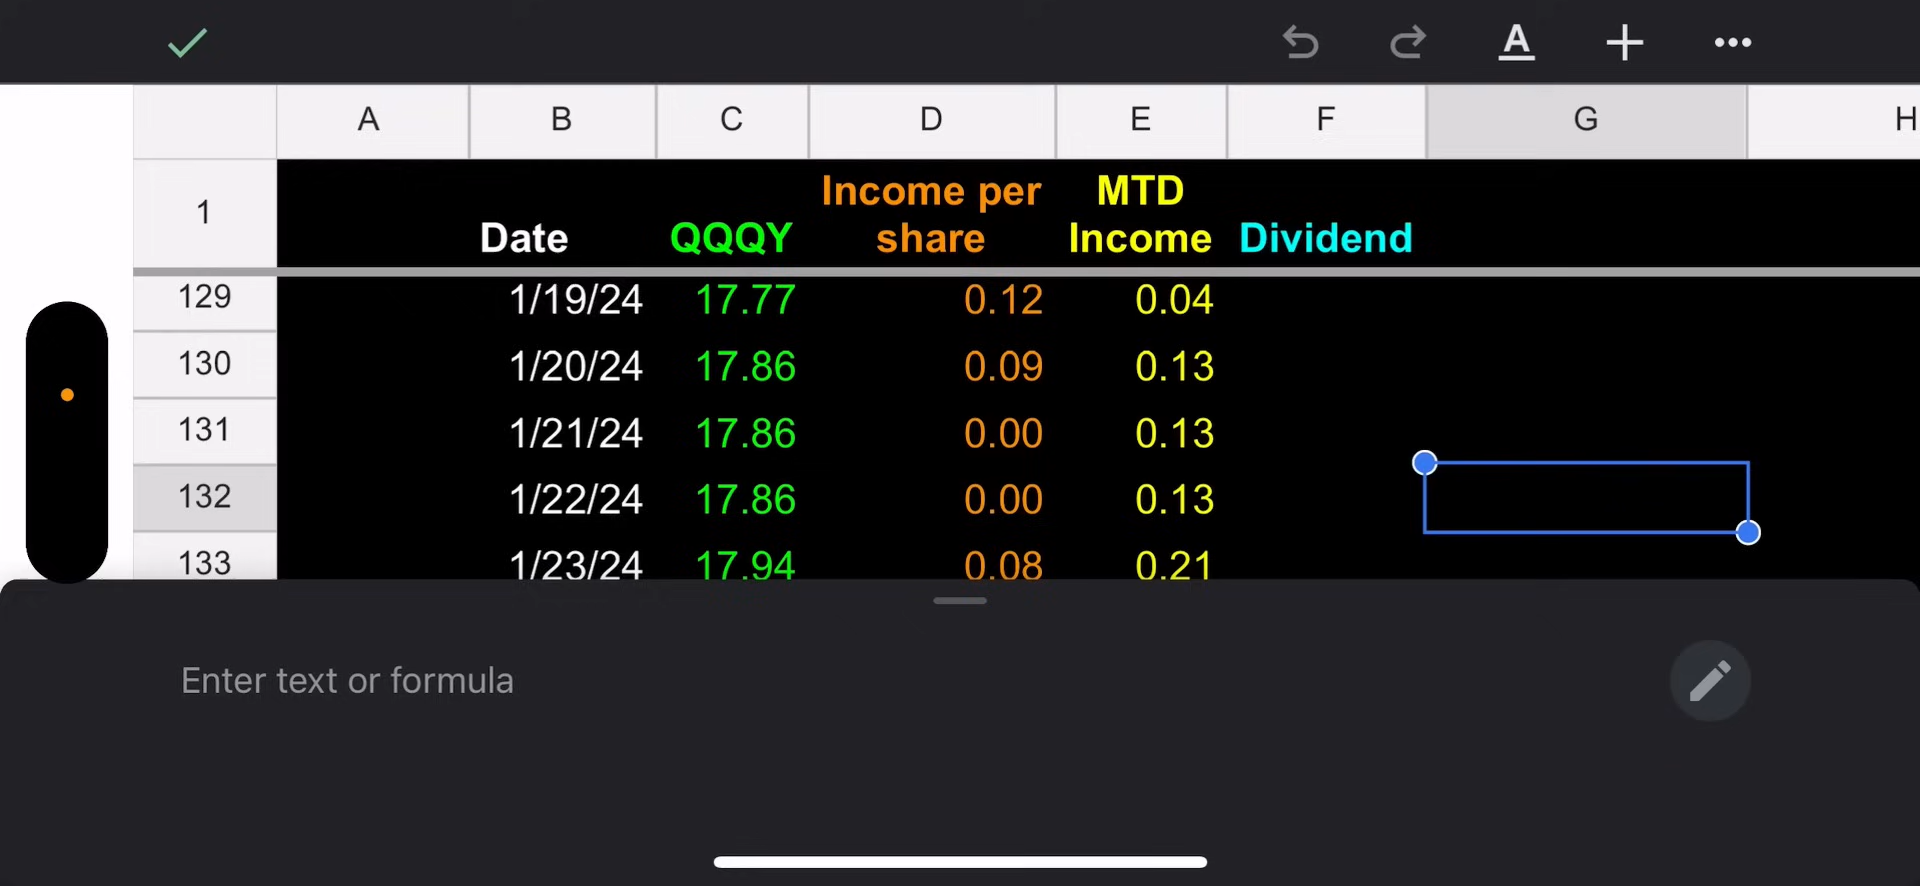 A B C D E F G H
1 Date QQQY Income per share MTD Income Dividend
129 1/19/24 17.77 0.12 0.04
130 1/20/24 17.86 0.09 0.13
131 1/21/24 17.86 0.00 0.13
132 1/22/24 17.86 0.00 0.13
133 1/23/24 17.94 0.08 0.21
Enter text or formula